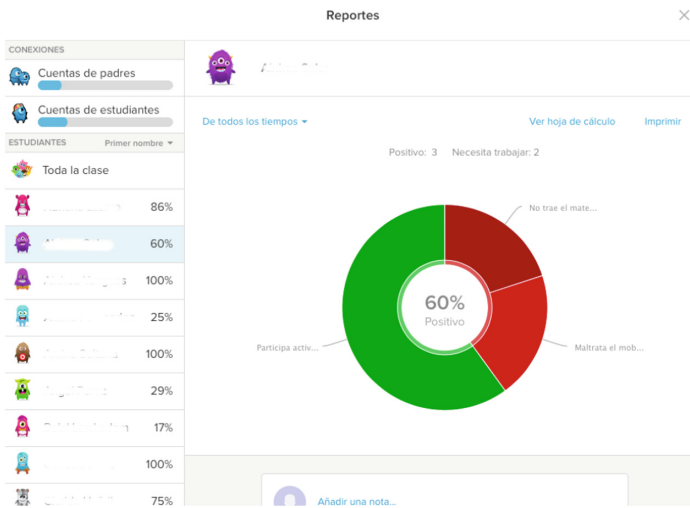 Reportes
CONEXIONES
Cuentas de padres
Cuentas de estudiantes
ESTUDIANTES Primer nombre
Toda la clase
86%
60%
100%
25%
100%
29%
17%
100%
75%
De todos los tiempos
Ver hoja de cálculo Imprimir
Positivo: 3 Necesita trabajar: 2
No trae el mate...
60%
Positivo
Participa activ...
Maltrata el mob...
Añadir una nota...